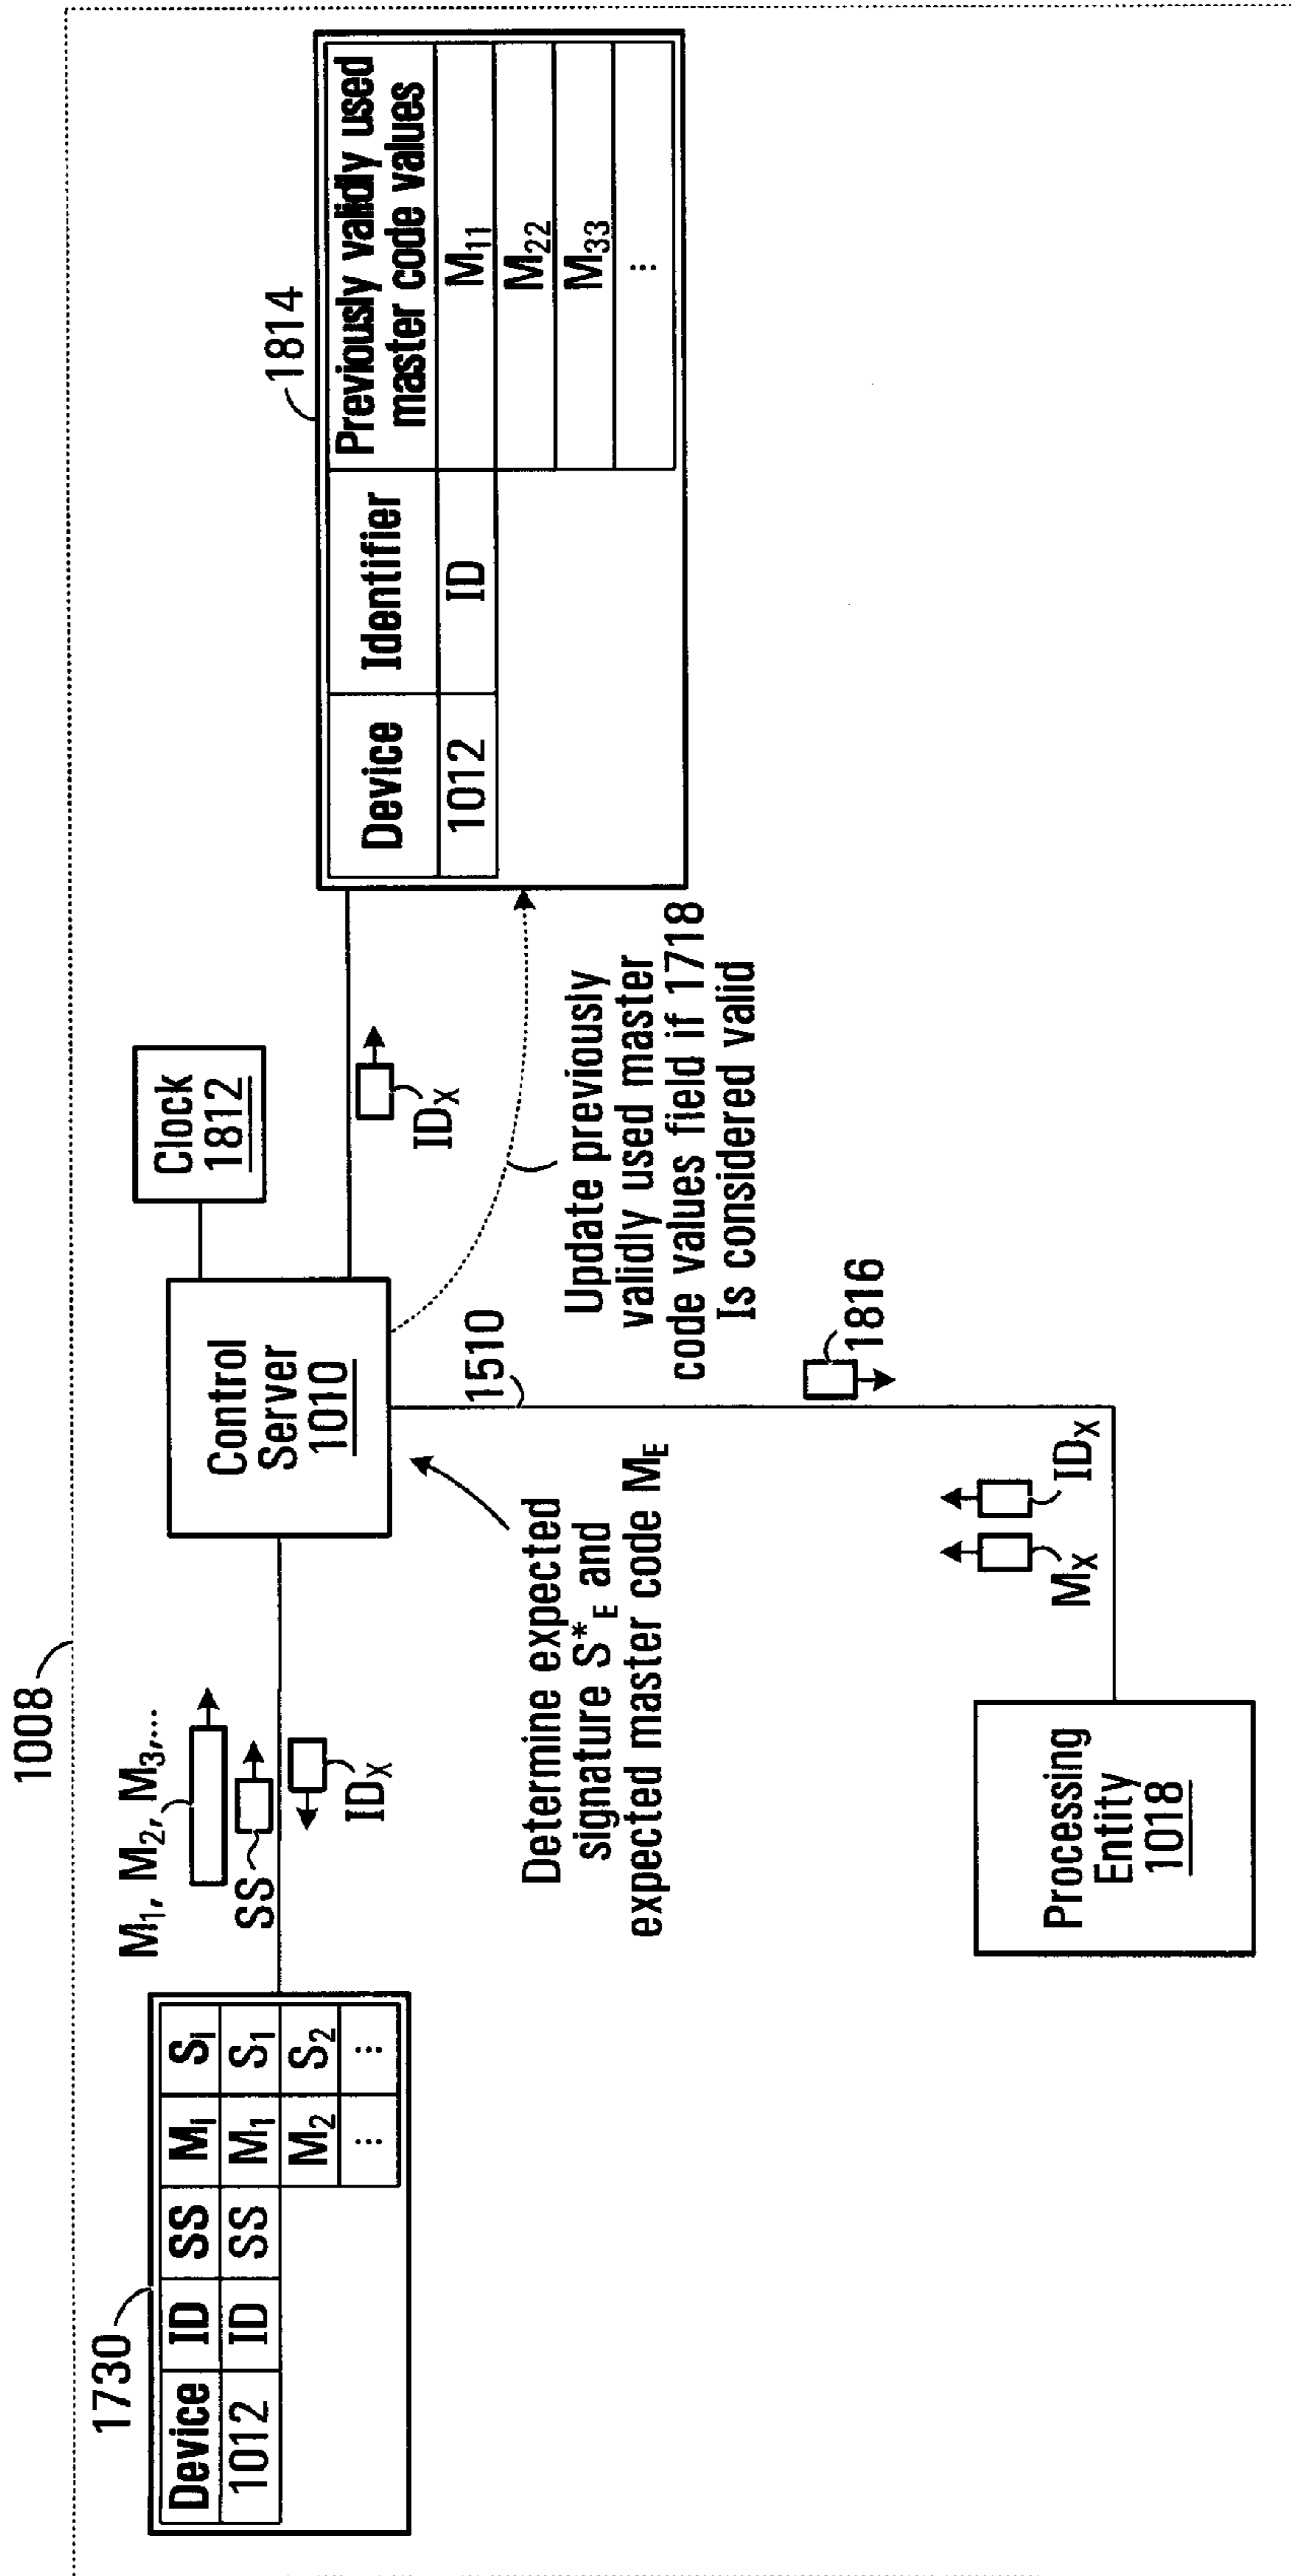 1008
1730
Device ID SS Mi Si
1012 ID SS M1 S1
M2 S2
⋮ ⋮
M1, M2, M3,...
SS
IDX
Control
Server
1010
Clock
1812
IDX
1814
Device Identifier Previously validly used
master code values
1012 ID M11
M22
M33
⋮
Determine expected
signature S*E and
expected master code ME
1510
Update previously
validly used master
code values field if 1718
Is considered valid
1816
MX
IDX
Processing
Entity
1018